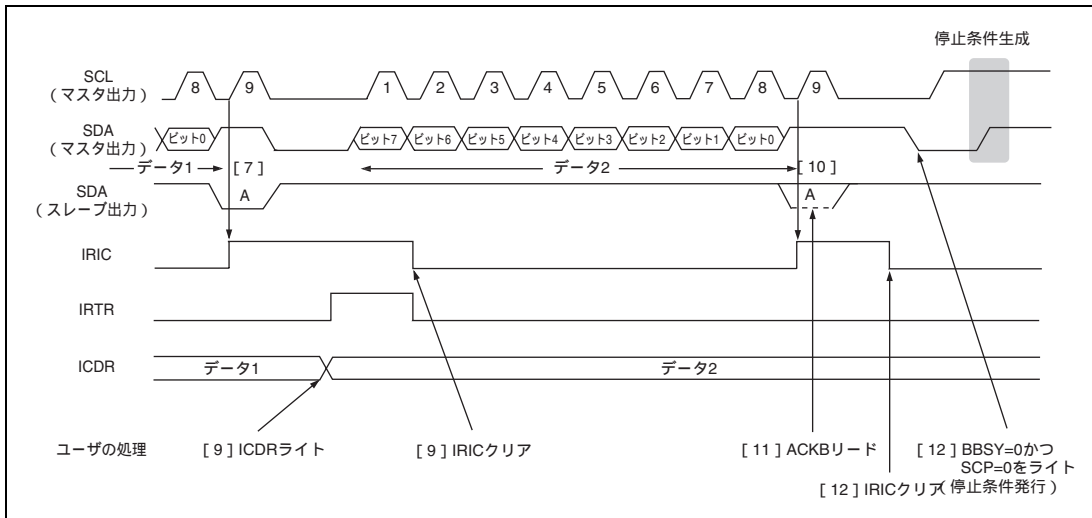 停止条件生成
SCL
（マスタ出力）
8 9 1 2 3 4 5 6 7 8 9
SDA
（マスタ出力）
ビット0 ビット7 ビット6 ビット5 ビット4 ビット3 ビット2 ビット1 ビット0
データ1 [ 7 ] データ2 [ 10 ]
SDA
（スレーブ出力）
A A
IRIC
IRTR
ICDR
データ1 データ2
ユーザの処理
[ 9 ] ICDRライト
[ 9 ] IRICクリア
[ 11 ] ACKBリード
[ 12 ] IRICクリア
[ 12 ] BBSY=0かつ
SCP=0をライト
（停止条件発行）